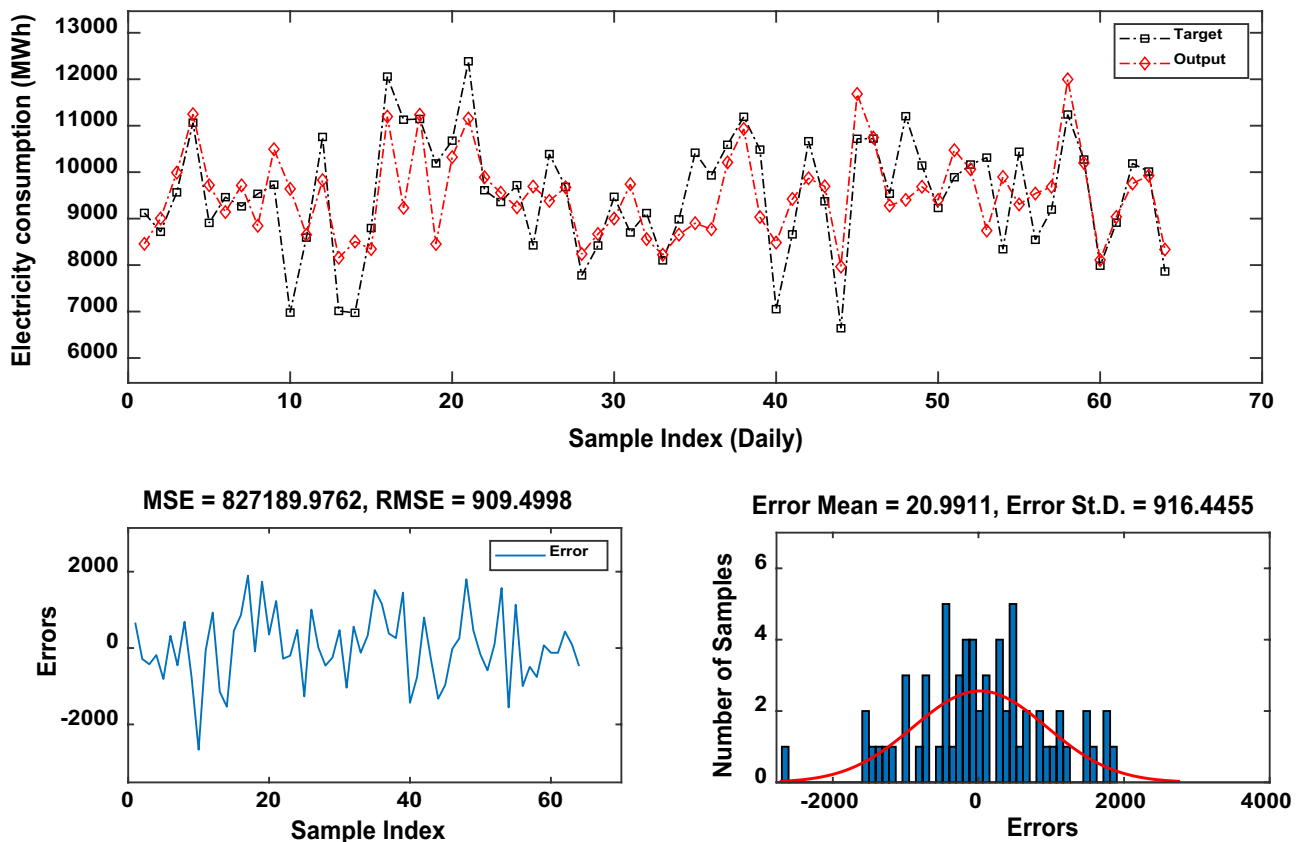 Electricity consumption (MWh)
13000
12000
11000
10000
9000
8000
7000
6000
Target
Output
0 10 20 30 40 50 60 70
Sample Index (Daily)
MSE = 827189.9762, RMSE = 909.4998
Errors
2000
0
-2000
Error
0 20 40 60
Sample Index
Error Mean = 20.9911, Error St.D. = 916.4455
Number of Samples
6
4
2
0
-2000 0 2000 4000
Errors